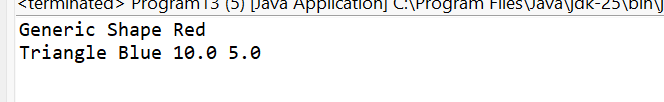 <terminated> Program13 (5) [Java Application] C:\Program Files\Java\jdk-25\bin\j
Generic Shape Red
Triangle Blue 10.0 5.0